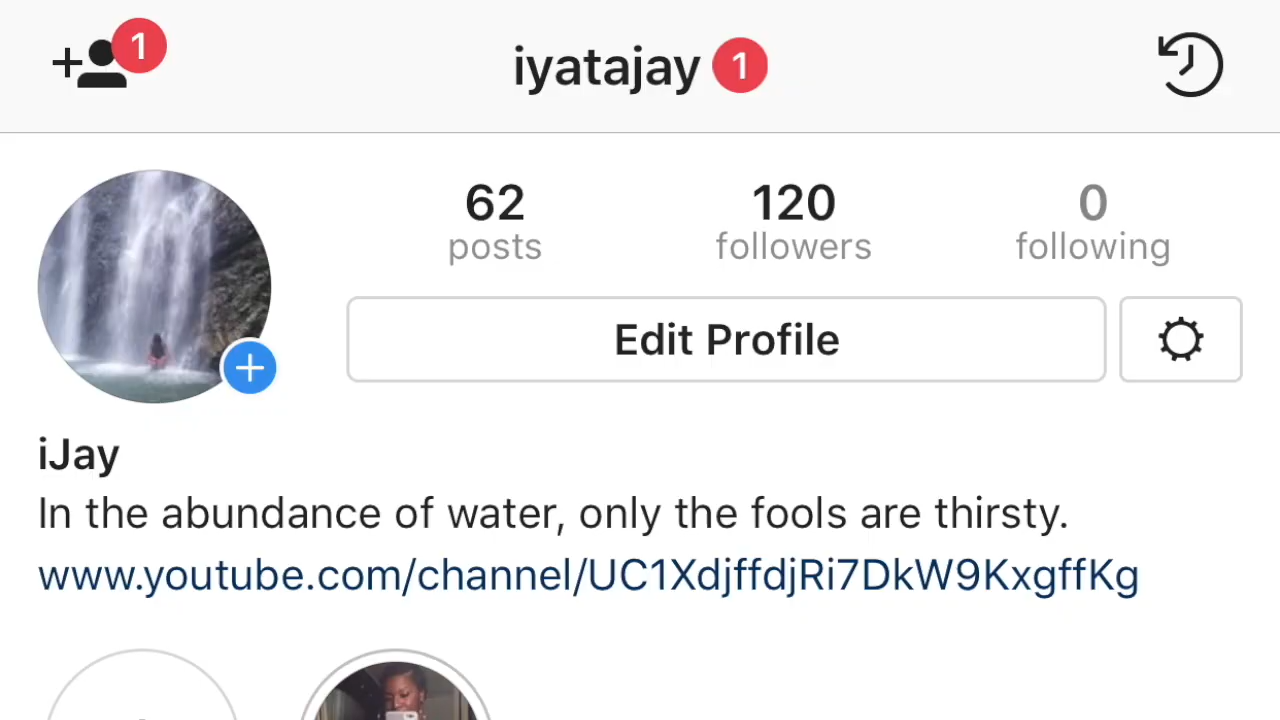 1
iyatajay 1
62 120 0
posts followers following
Edit Profile
iJay
In the abundance of water, only the fools are thirsty.
www.youtube.com/channel/UC1XdjffdjRi7DkW9KxgffKg